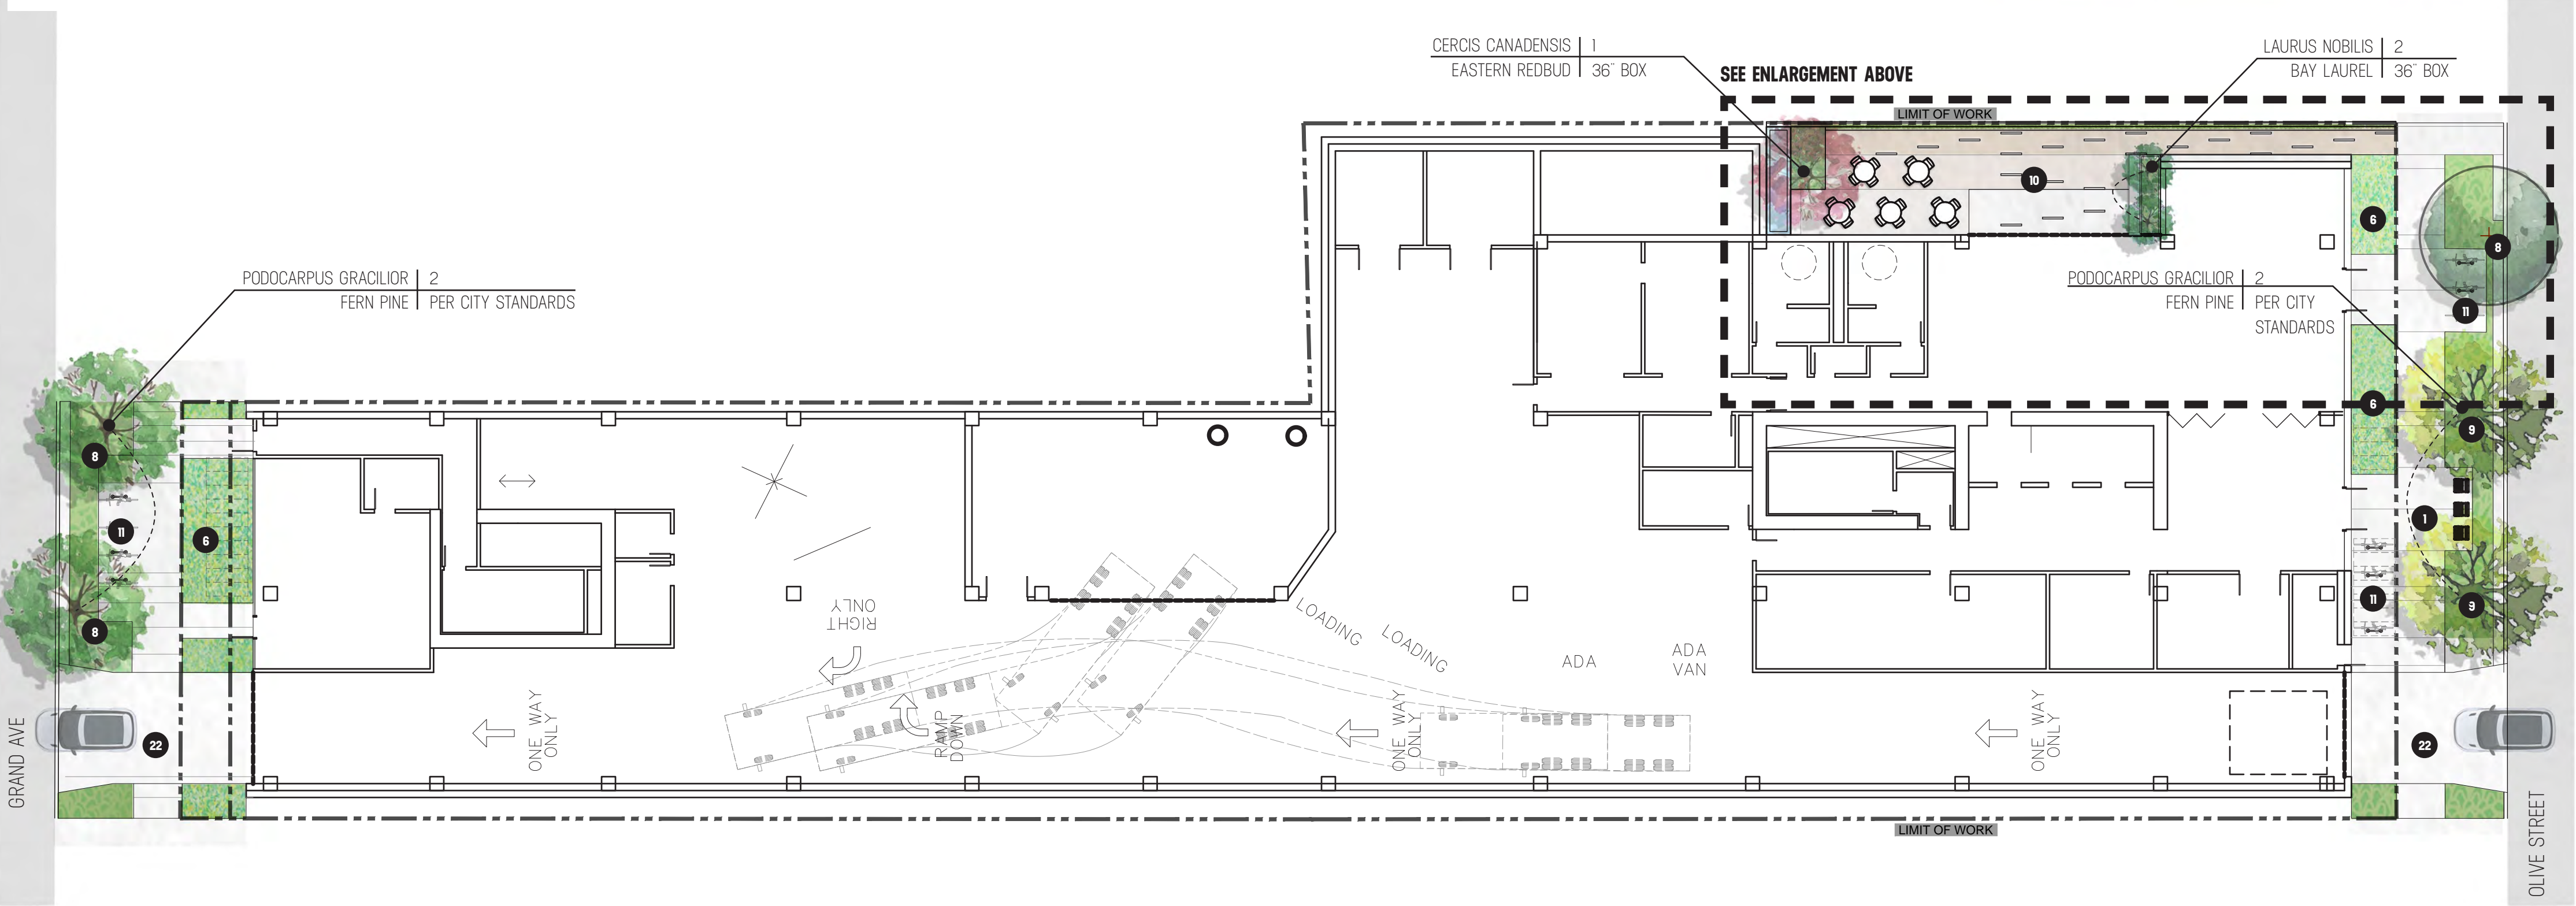 CERCIS CANADENSIS 1
EASTERN REDBUD 36" BOX
LAURUS NOBILIS 2
BAY LAUREL 36" BOX
SEE ENLARGEMENT ABOVE
LIMIT OF WORK
10
6
8
PODOCARPUS GRACILIOR 2
FERN PINE PER CITY STANDARDS
PODOCARPUS GRACILIOR 2
FERN PINE PER CITY
STANDARDS
11
6
9
8
11
6
1
11
9
8
RIGHT
ONLY
LOADING
LOADING
ADA
ADA
VAN
GRAND AVE
22
ONE WAY
ONLY
RAMP
DOWN
ONE WAY
ONLY
ONE WAY
ONLY
22
LIMIT OF WORK
OLIVE STREET